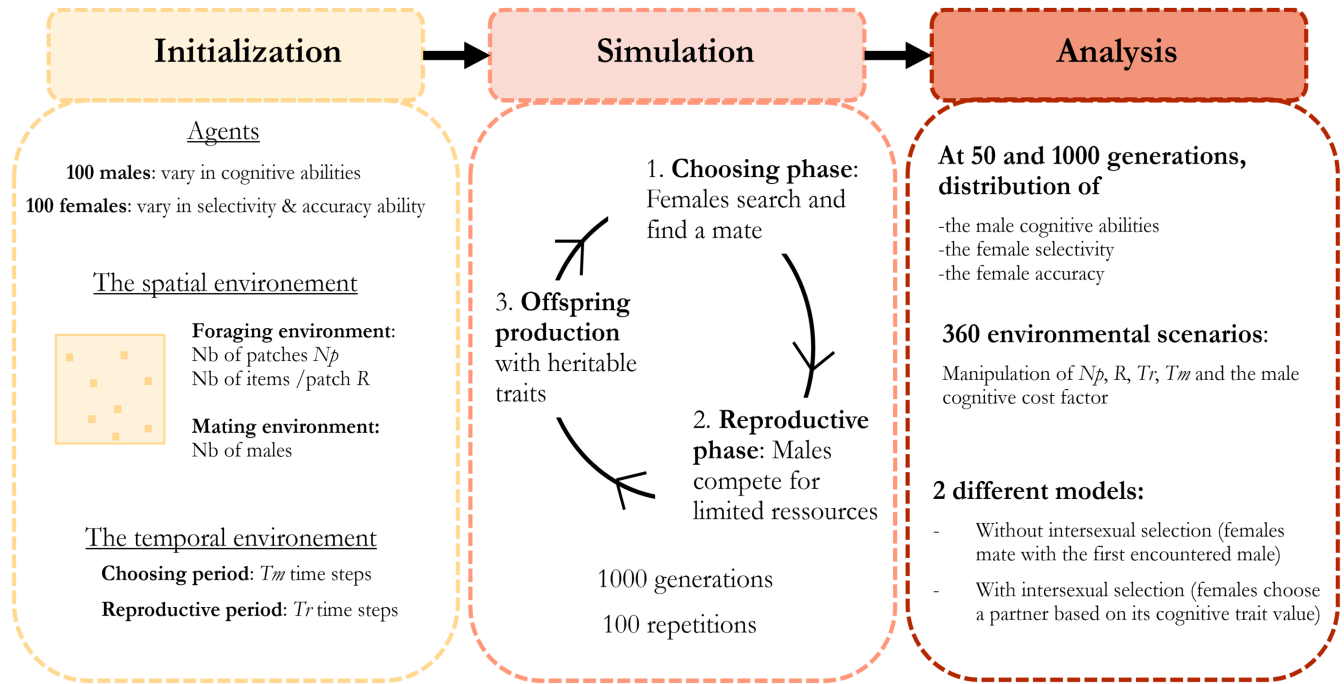 Initialization
Agents
100 males: vary in cognitive abilities
100 females: vary in selectivity & accuracy ability
The spatial environement
Foraging environment:
Nb of patches Np
Nb of items /patch R
Mating environment:
Nb of males
The temporal environement
Choosing period: Tm time steps
Reproductive period: Tr time steps
Simulation
1. Choosing phase:
Females search and
find a mate
2. Reproductive
phase: Males
compete for
limited ressources
3. Offspring
production
with heritable
traits
1000 generations
100 repetitions
Analysis
At 50 and 1000 generations,
distribution of
-the male cognitive abilities
-the female selectivity
-the female accuracy
360 environmental scenarios:
Manipulation of Np, R, Tr, Tm and the male
cognitive cost factor
2 different models:
- Without intersexual selection (females
mate with the first encountered male)
- With intersexual selection (females choose
a partner based on its cognitive trait value)